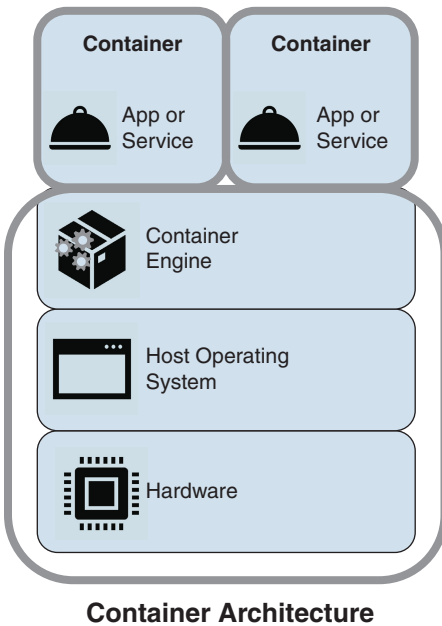 Container
Container
App or
Service
App or
Service
Container
Engine
Host Operating
System
Hardware
Container Architecture